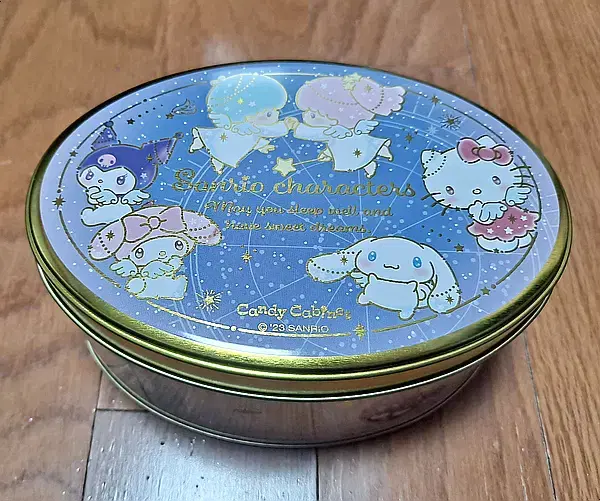 Sanrio characters
May you sleep well and
have sweet dreams.
Candy Cabinet
© '23 SANRIO